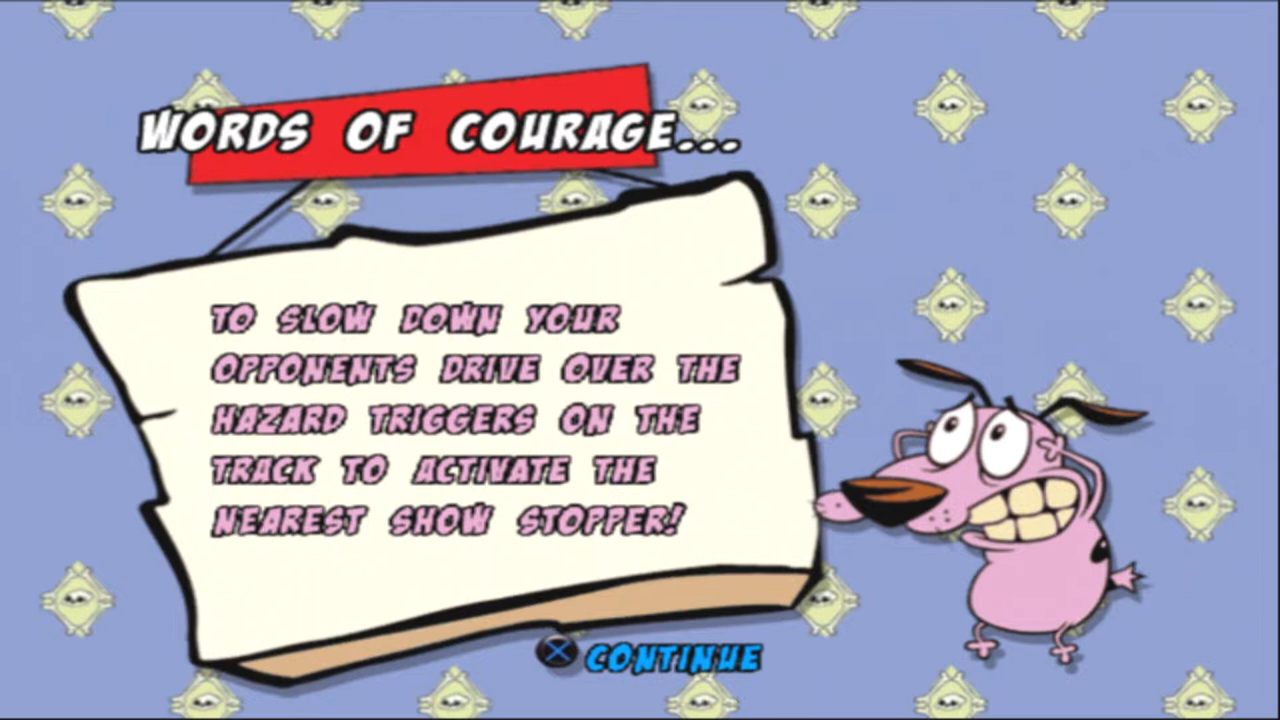 WORDS OF COURAGE...
TO SLOW DOWN YOUR
OPPONENTS DRIVE OVER THE
HAZARD TRIGGERS ON THE
TRACK TO ACTIVATE THE
NEAREST SHOW STOPPER!
CONTINUE